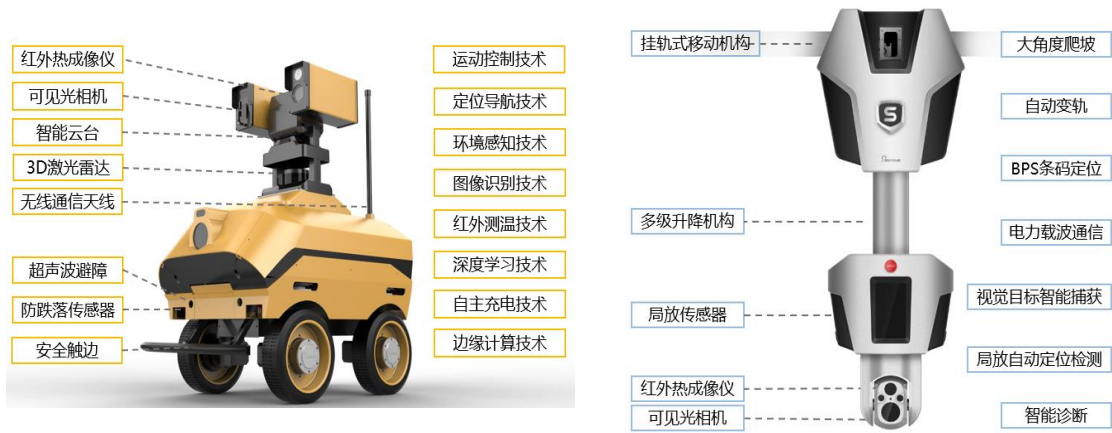 红外热成像仪
可见光相机
智能云台
3D激光雷达
无线通信天线
超声波避障
防跌落传感器
安全触边
运动控制技术
定位导航技术
环境感知技术
图像识别技术
红外测温技术
深度学习技术
自主充电技术
边缘计算技术
挂轨式移动机构
多级升降机构
局放传感器
红外热成像仪
可见光相机
S
大角度爬坡
自动变轨
BPS条码定位
电力载波通信
视觉目标智能捕获
局放自动定位检测
智能诊断